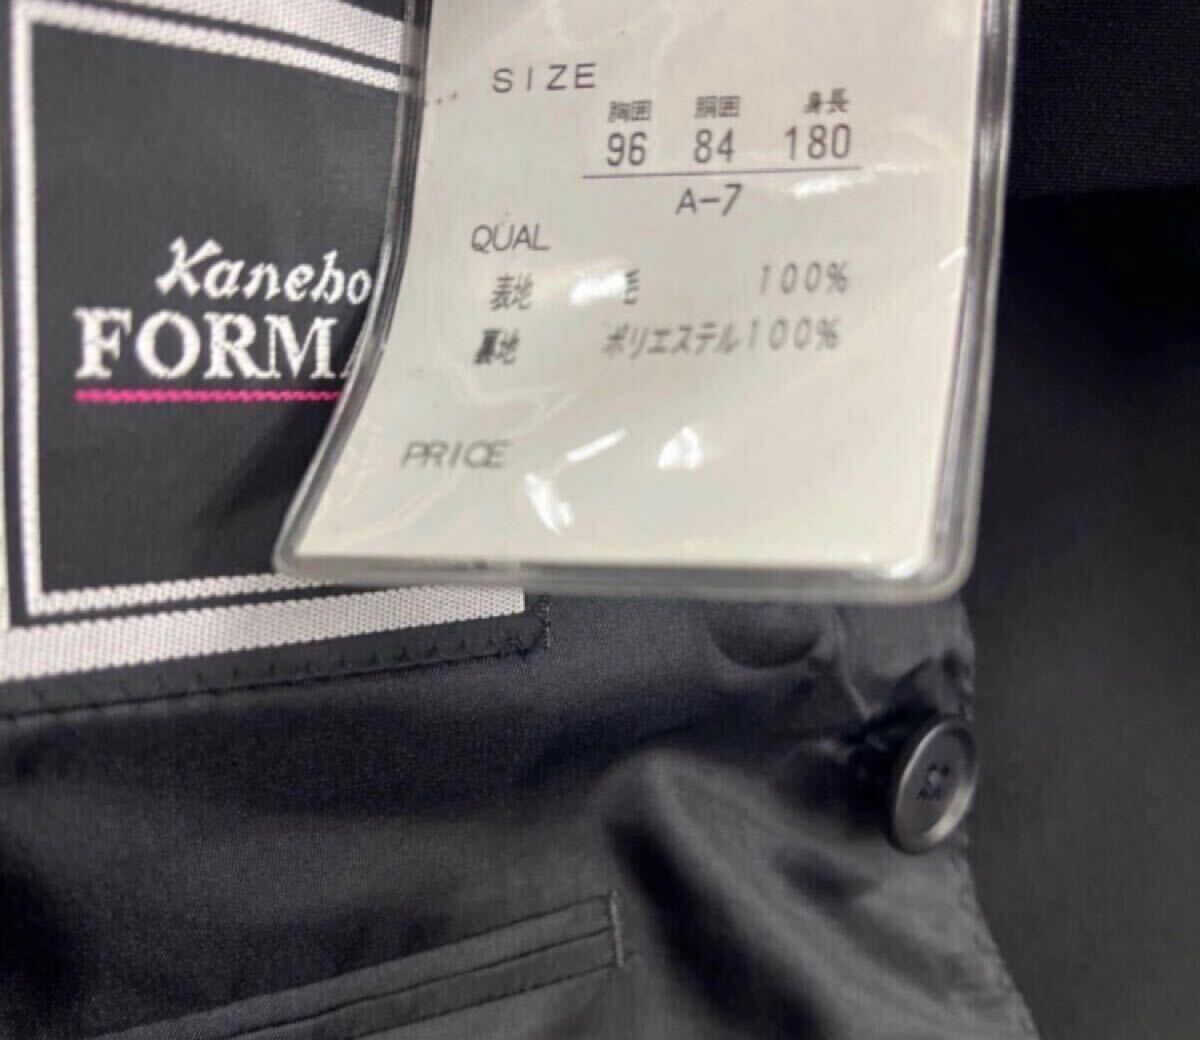 Kanebo
FORMA
SIZE
胸囲 胴囲 身長
96 84 180
A-7
QUAL
表地 毛 100%
裏地 ポリエステル100%
PRICE